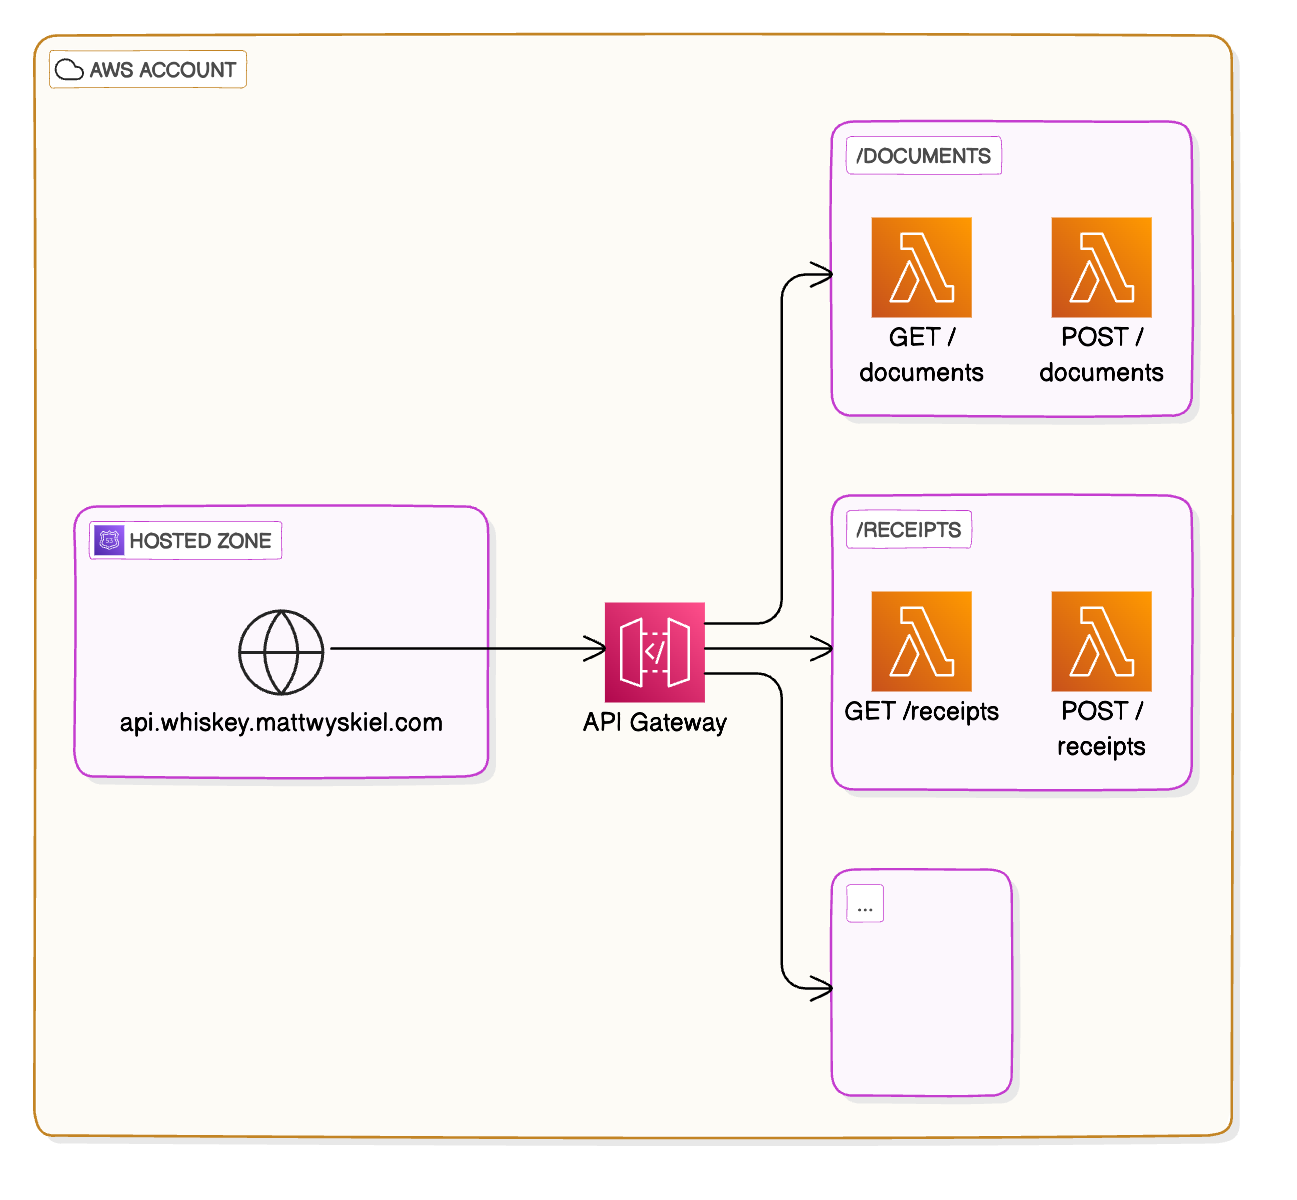 AWS ACCOUNT
/DOCUMENTS
GET /
documents
POST /
documents
HOSTED ZONE
api.whiskey.mattwyskiel.com
API Gateway
/RECEIPTS
GET /receipts
POST /
receipts
...